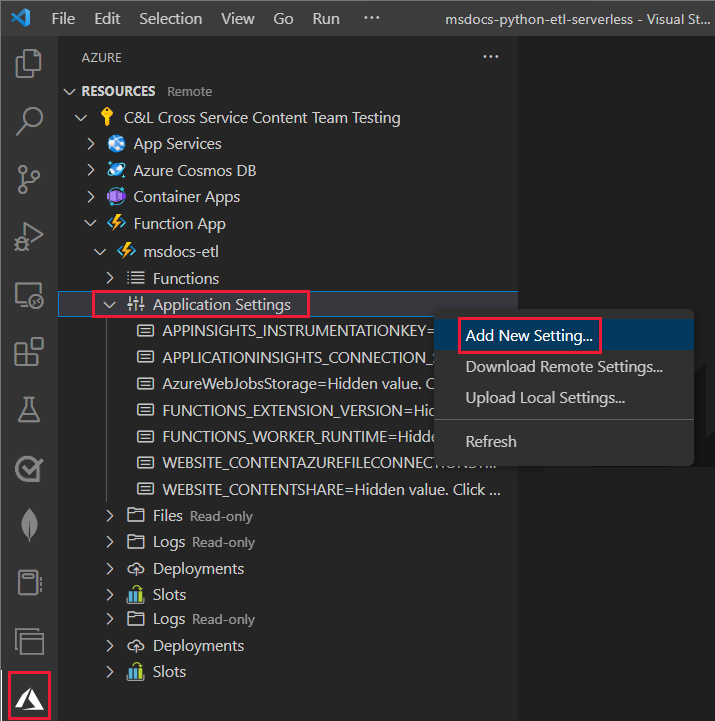 File Edit Selection View Go Run ··· msdocs-python-etl-serverless - Visual St...
AZURE ···
RESOURCES Remote
C&L Cross Service Content Team Testing
App Services
Azure Cosmos DB
Container Apps
Function App
msdocs-etl
Functions
Application Settings
APPINSIGHTS_INSTRUMENTATIONKEY=
APPLICATIONINSIGHTS_CONNECTION_
AzureWebJobsStorage=Hidden value. C
FUNCTIONS_EXTENSION_VERSION=Hid
FUNCTIONS_WORKER_RUNTIME=Hidde
WEBSITE_CONTENTAZUREFILECONNECTIONST...
WEBSITE_CONTENTSHARE=Hidden value. Click ...
Add New Setting...
Download Remote Settings...
Upload Local Settings...
Refresh
Files Read-only
Logs Read-only
Deployments
Slots
Logs Read-only
Deployments
Slots